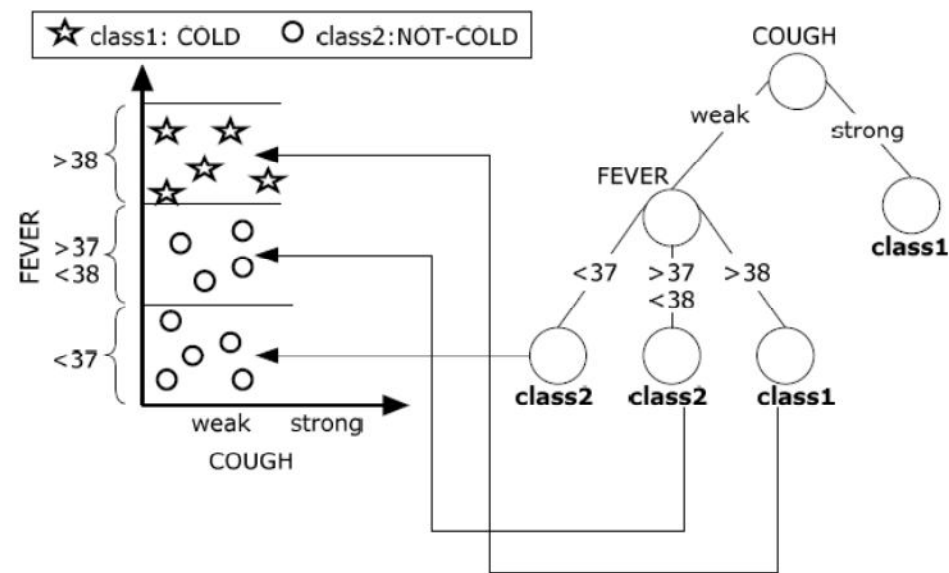 class1: COLD class2:NOT-COLD
FEVER
>38
>37
<38
<37
weak strong
COUGH
COUGH
weak
strong
FEVER
class1
<37 >37 >38
<38
class2 class2 class1